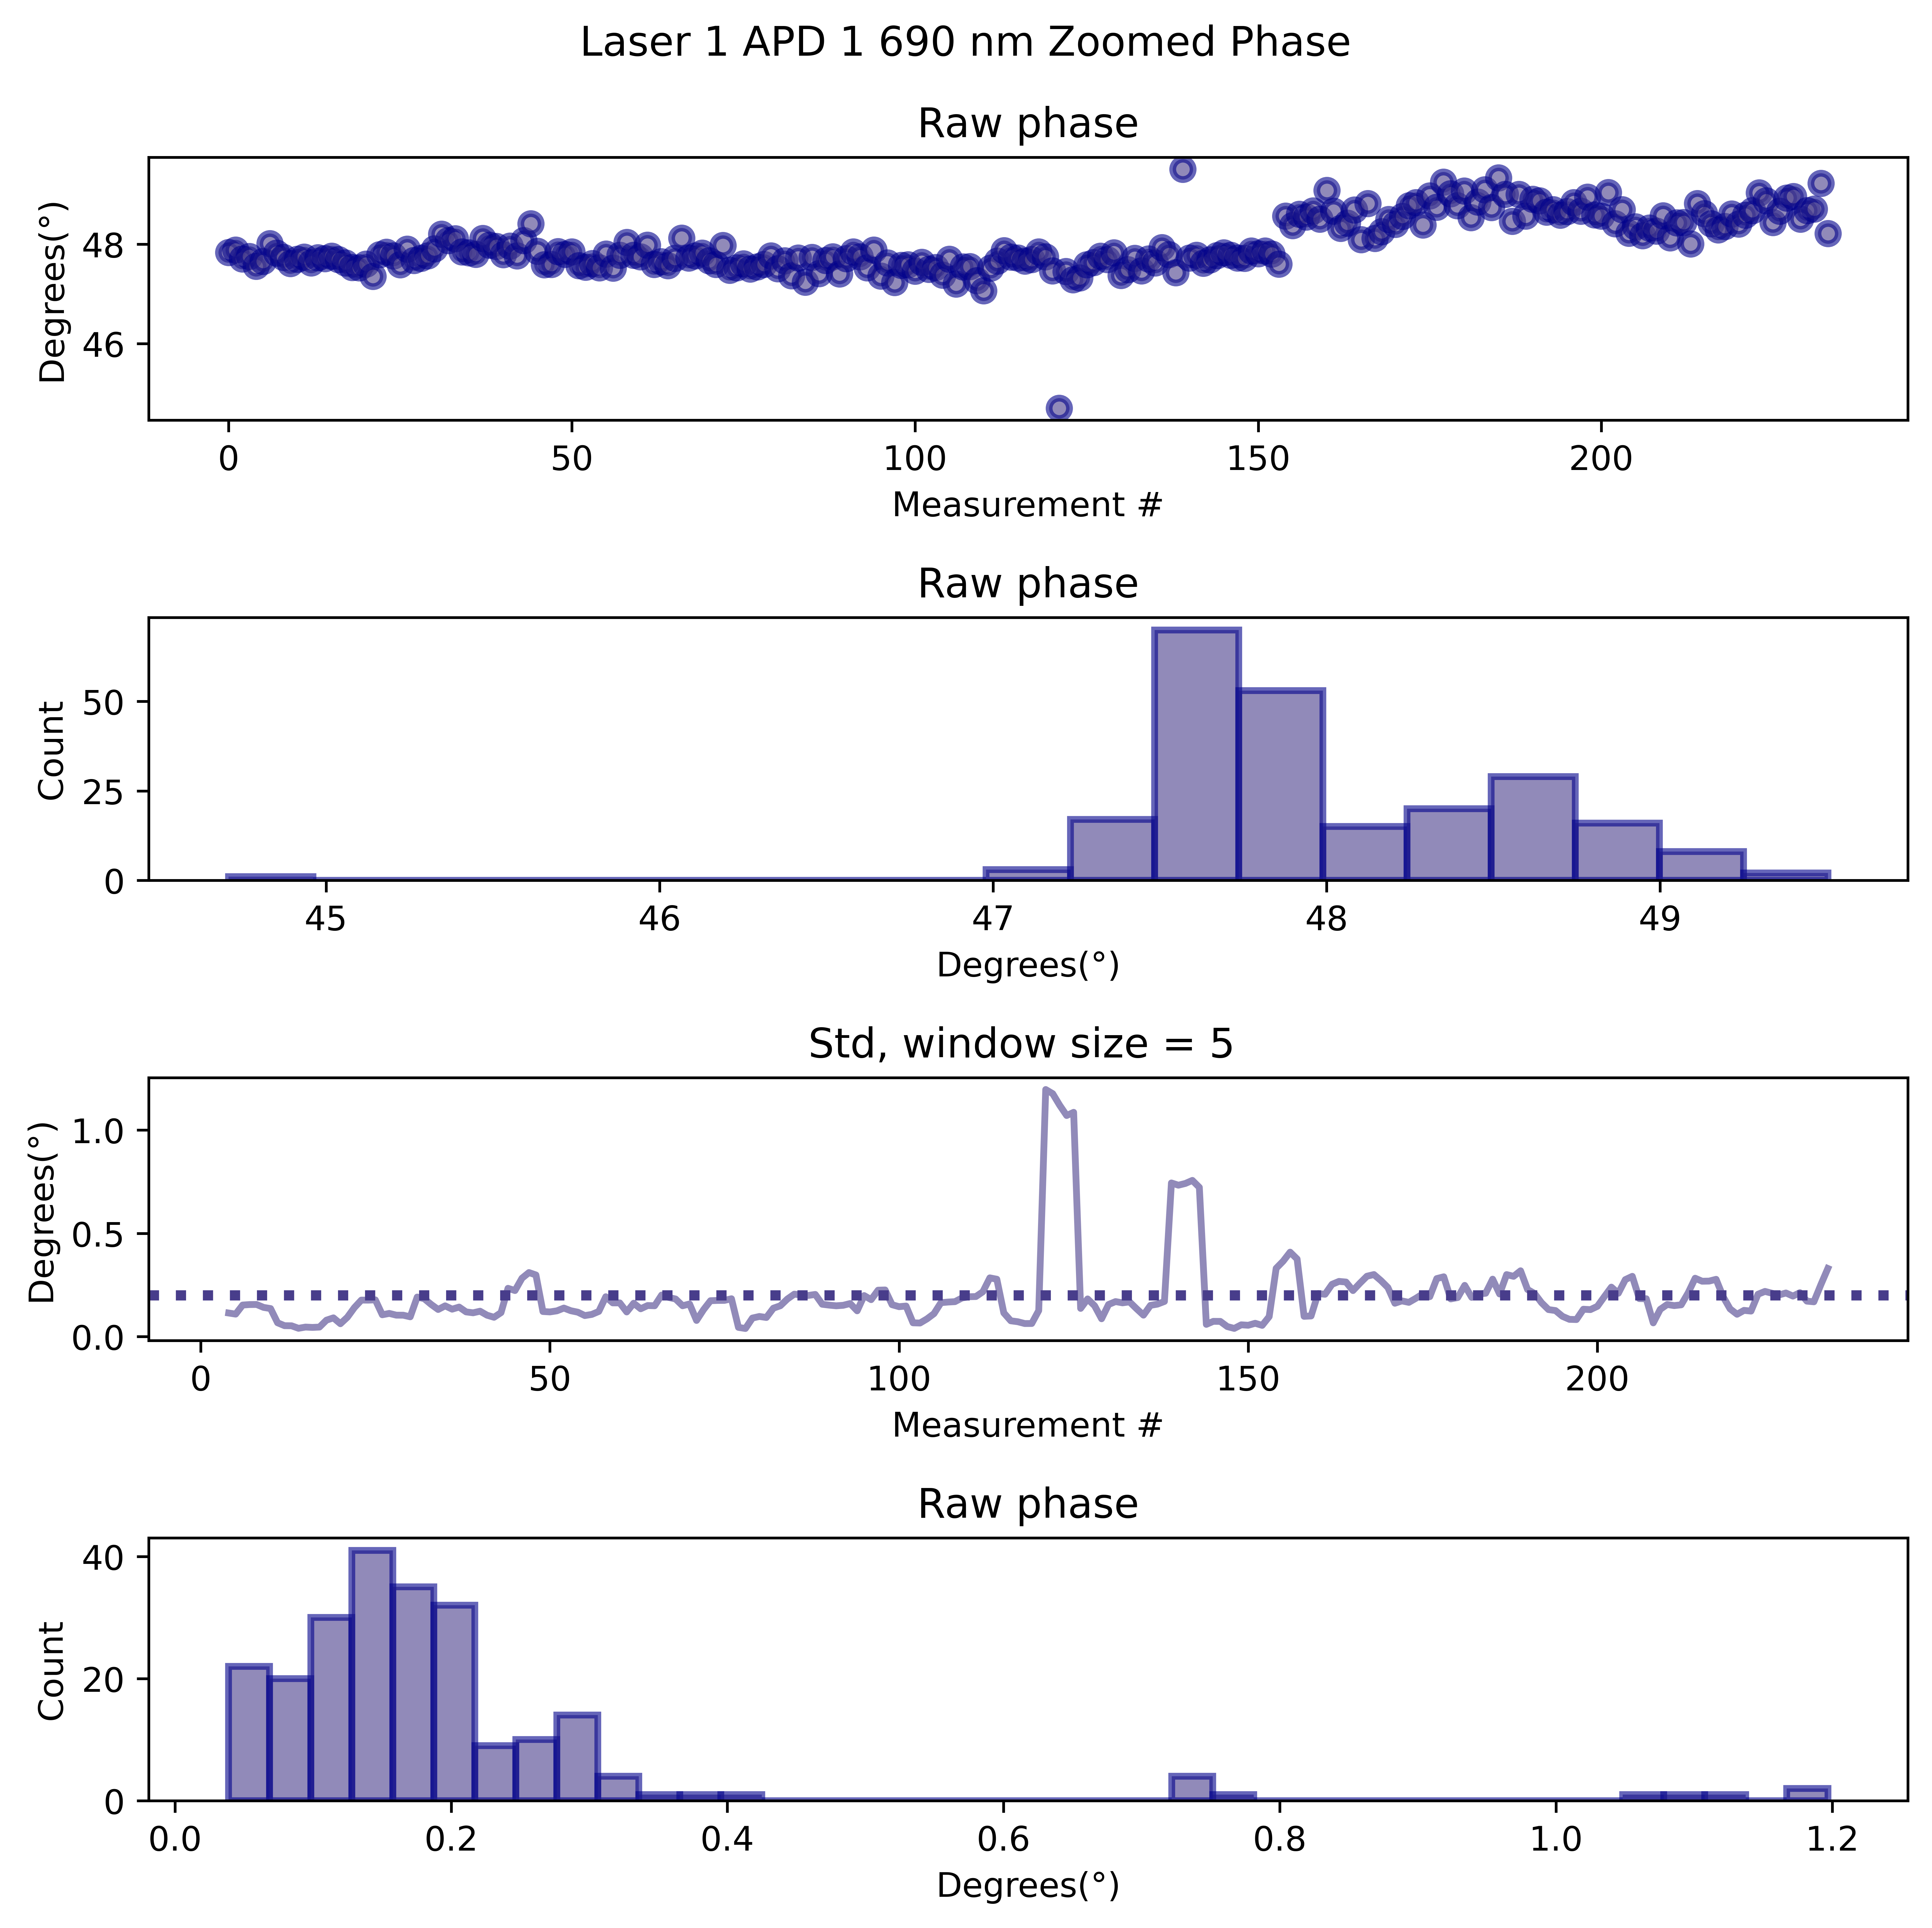 Laser 1 APD 1 690 nm Zoomed Phase
Raw phase
Degrees(°)
48
46
0 50 100 150 200
Measurement #
Raw phase
Count
50
25
0
45 46 47 48 49
Degrees(°)
Std, window size = 5
Degrees(°)
1.0
0.5
0.0
0 50 100 150 200
Measurement #
Raw phase
Count
40
20
0
0.0 0.2 0.4 0.6 0.8 1.0 1.2
Degrees(°)